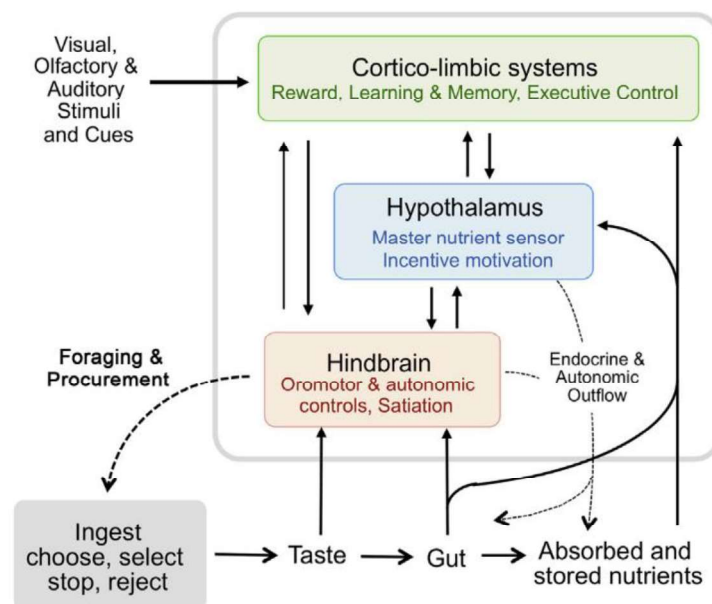 Visual,
Olfactory &
Auditory
Stimuli
and Cues
Cortico-limbic systems
Reward, Learning & Memory, Executive Control
Hypothalamus
Master nutrient sensor
Incentive motivation
Foraging &
Procurement
Hindbrain
Oromotor & autonomic
controls, Satiation
Endocrine &
Autonomic
Outflow
Ingest
choose, select
stop, reject
Taste
Gut
Absorbed and
stored nutrients